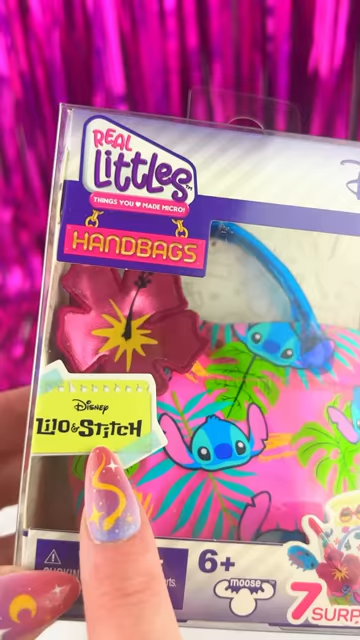 REAL
Littles
THINGS YOU MADE MICRO!
HANDBAGS
Disney
Lilo & Stitch
6+
moose
7 SURP